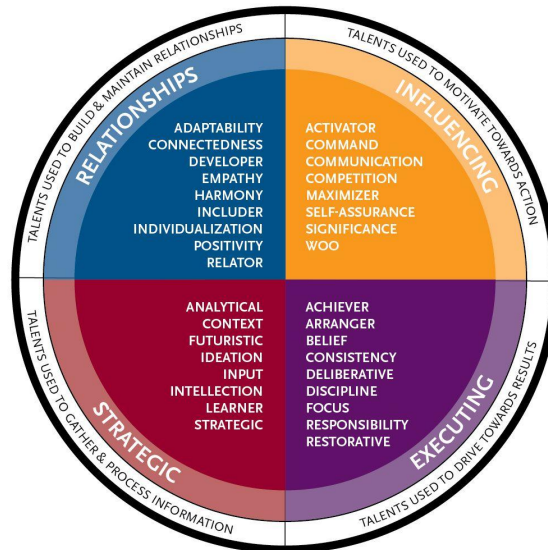 TALENTS USED TO BUILD & MAINTAIN RELATIONSHIPS
RELATIONSHIPS
ADAPTABILITY
CONNECTEDNESS
DEVELOPER
EMPATHY
HARMONY
INCLUDER
INDIVIDUALIZATION
POSITIVITY
RELATOR
TALENTS USED TO MOTIVATE TOWARDS ACTION
INFLUENCING
ACTIVATOR
COMMAND
COMMUNICATION
COMPETITION
MAXIMIZER
SELF-ASSURANCE
SIGNIFICANCE
WOO
TALENTS USED TO GATHER & PROCESS INFORMATION
STRATEGIC
ANALYTICAL
CONTEXT
FUTURISTIC
IDEATION
INPUT
INTELLECTION
LEARNER
STRATEGIC
ACHIEVER
ARRANGER
BELIEF
CONSISTENCY
DELIBERATIVE
DISCIPLINE
FOCUS
RESPONSIBILITY
RESTORATIVE
EXECUTING
TALENTS USED TO DRIVE TOWARDS RESULTS